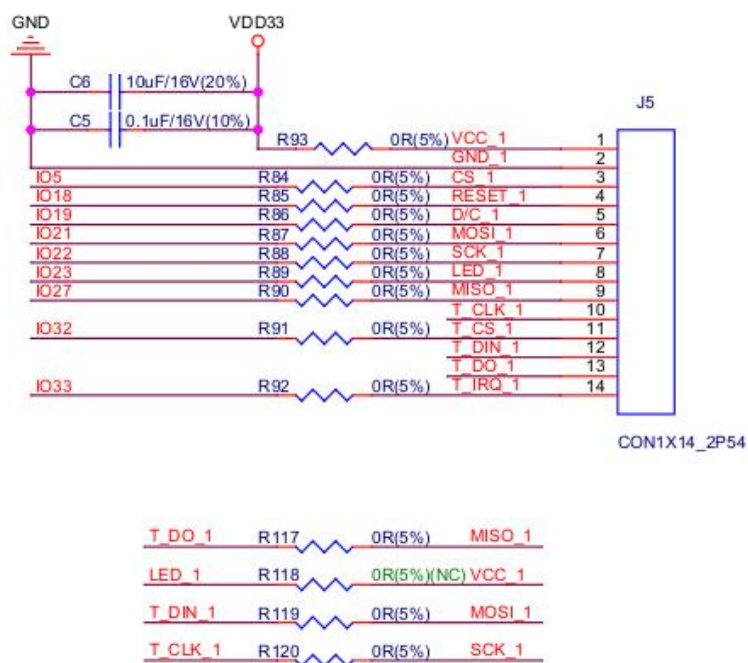 GND VDD33
C6 10uF/16V(20%)
J5
C5 0.1uF/16V(10%)
R93 0R(5%) VCC_1 1
GND_1 2
IO5 R84 0R(5%) CS_1 3
IO18 R85 0R(5%) RESET_1 4
IO19 R86 0R(5%) D/C_1 5
IO21 R87 0R(5%) MOSI_1 6
IO22 R88 0R(5%) SCK_1 7
IO23 R89 0R(5%) LED_1 8
IO27 R90 0R(5%) MISO_1 9
T_CLK_1 10
IO32 R91 0R(5%) T_CS_1 11
T_DIN_1 12
T_DO_1 13
IO33 R92 0R(5%) T_IRQ_1 14
CON1X14_2P54
T_DO_1 R117 0R(5%) MISO_1
LED_1 R118 0R(5%)(NC) VCC_1
T_DIN_1 R119 0R(5%) MOSI_1
T_CLK_1 R120 0R(5%) SCK_1